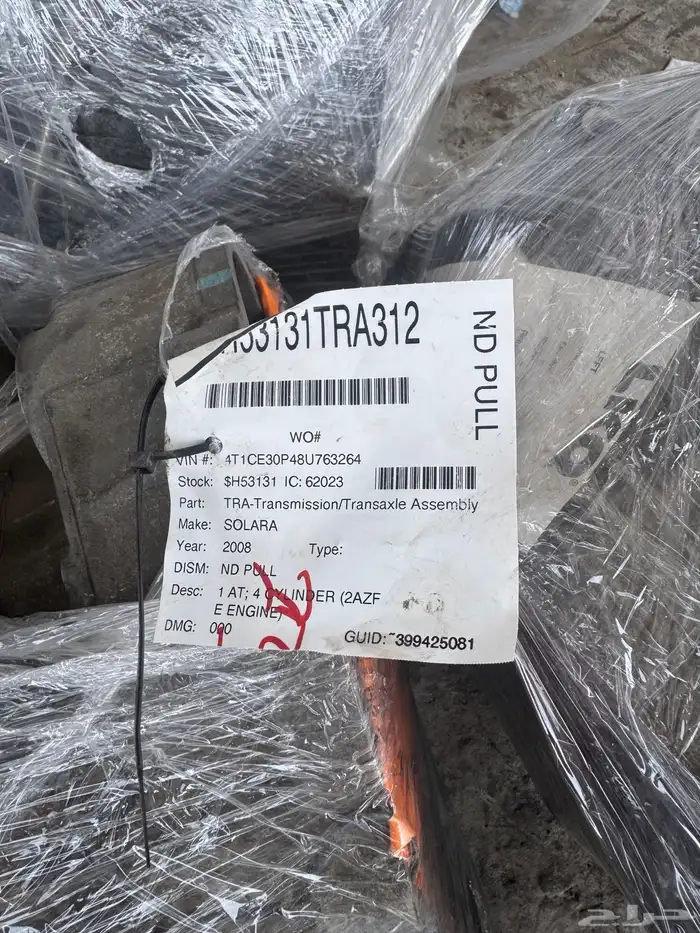 H53131TRA312
ND PULL
WO#
VIN #: 4T1CE30P48U763264
Stock: $H53131 IC: 62023
Part: TRA-Transmission/Transaxle Assembly
Make: SOLARA
Year: 2008 Type:
DISM: ND PULL
Desc: 1 AT; 4 CYLINDER (2AZF
E ENGINE)
DMG: 000
GUID: 399425081
حراج